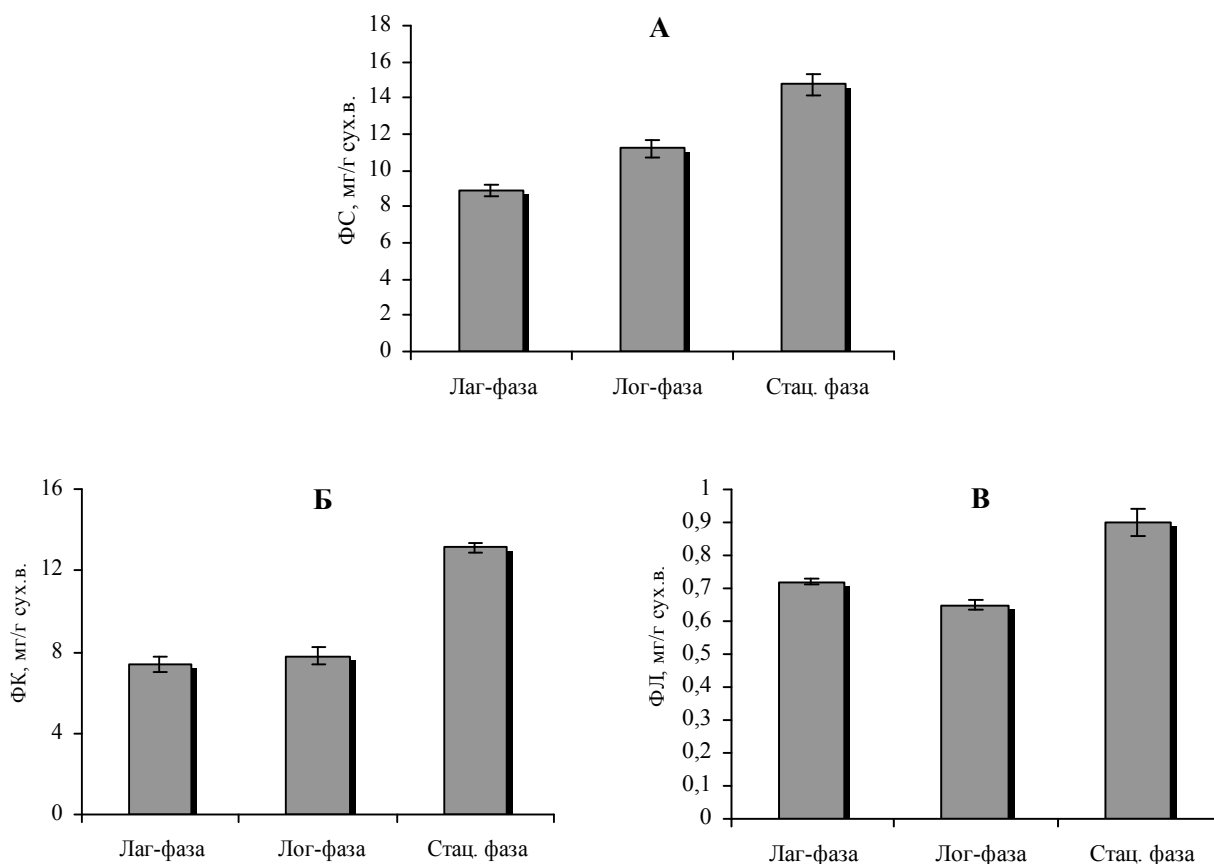 А
ФС, мг/г сух.в.
18
16
14
12
10
8
6
4
2
0
Лаг-фаза Лог-фаза Стац. фаза
Б
ФК, мг/г сух.в.
16
12
8
4
0
Лаг-фаза Лог-фаза Стац. фаза
В
ФЛ, мг/г сух.в.
1
0,9
0,8
0,7
0,6
0,5
0,4
0,3
0,2
0,1
0
Лаг-фаза Лог-фаза Стац. фаза